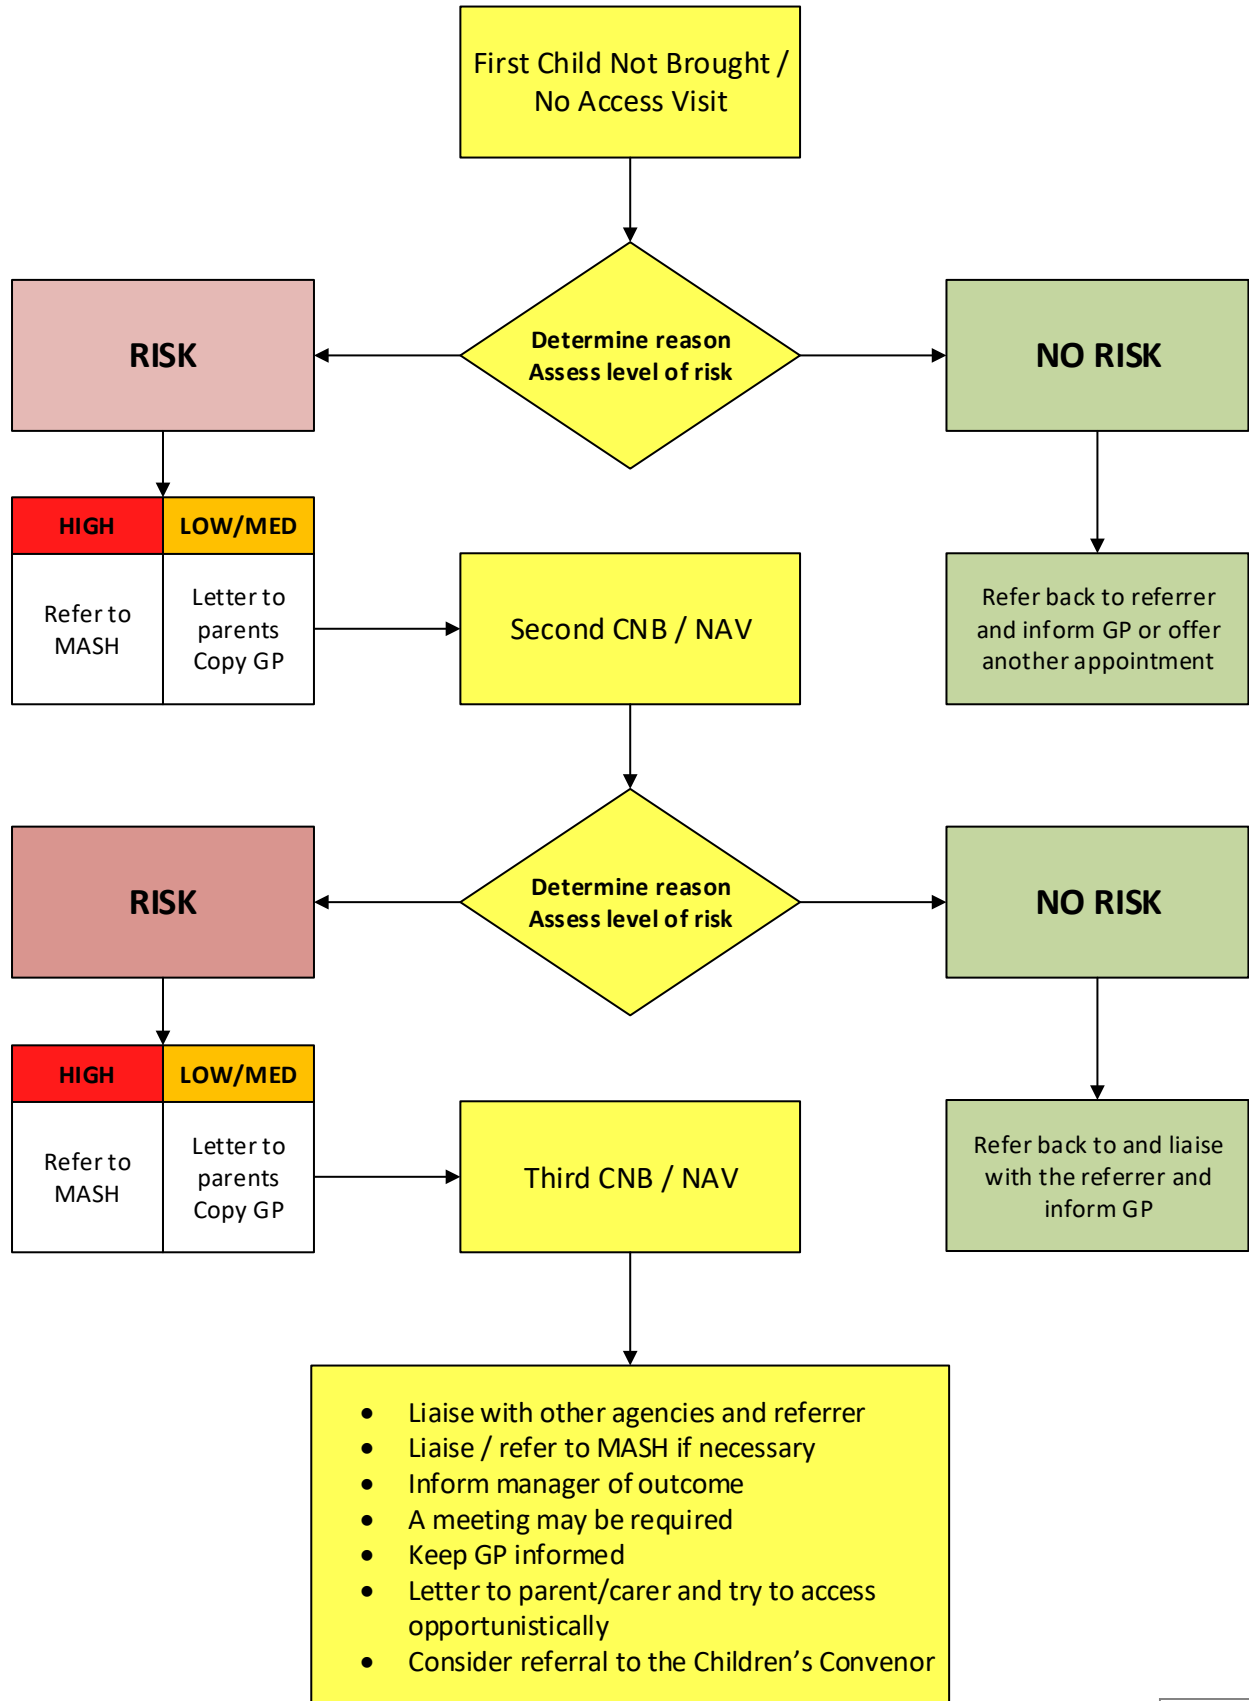 First Child Not Brought /
No Access Visit
Determine reason
Assess level of risk
RISK
NO RISK
HIGH
LOW/MED
Refer to
MASH
Letter to
parents
Copy GP
Second CNB / NAV
Refer back to referrer
and inform GP or offer
another appointment
Determine reason
Assess level of risk
RISK
NO RISK
HIGH
LOW/MED
Refer to
MASH
Letter to
parents
Copy GP
Third CNB / NAV
Refer back to and liaise
with the referrer and
inform GP
• Liaise with other agencies and referrer
• Liaise / refer to MASH if necessary
• Inform manager of outcome
• A meeting may be required
• Keep GP informed
• Letter to parent/carer and try to access
opportunistically
• Consider referral to the Children’s Convenor